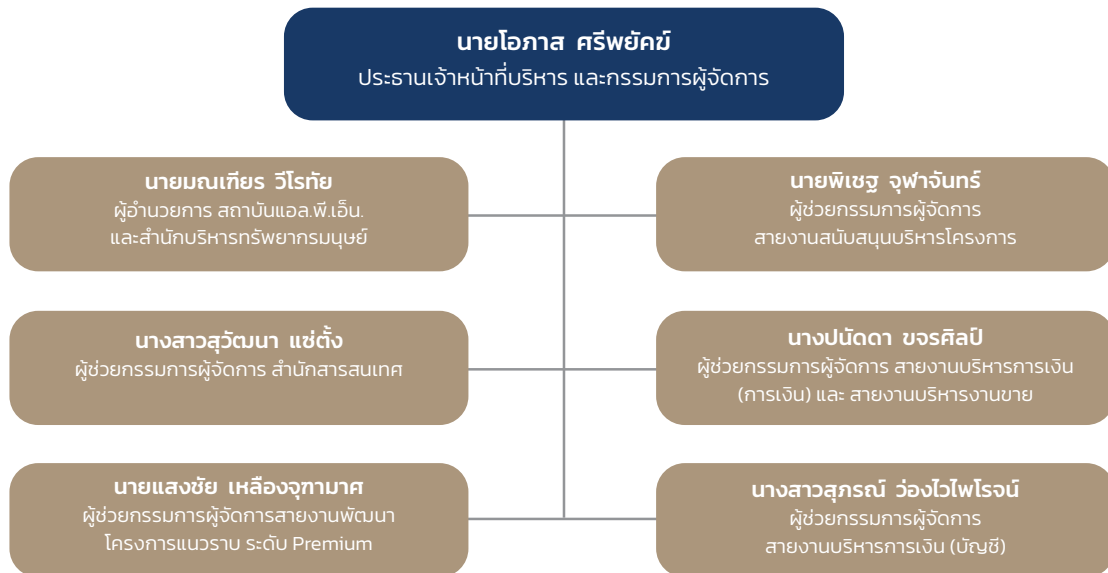 นายโอภาส ศรีพยัคฆ์
ประธานเจ้าหน้าที่บริหาร และกรรมการผู้จัดการ
นายมณเฑียร วีโรทัย
ผู้อำนวยการ สถาบันแอล.พี.เอ็น.
และสำนักบริหารทรัพยากรมนุษย์
นายพิเชฐ จุฬาจันทร์
ผู้ช่วยกรรมการผู้จัดการ
สายงานสนับสนุนบริหารโครงการ
นางสาวสุวัฒนา แซ่ตั้ง
ผู้ช่วยกรรมการผู้จัดการ สำนักสารสนเทศ
นางปนัดดา ขจรศิลป์
ผู้ช่วยกรรมการผู้จัดการ สายงานบริหารการเงิน
(การเงิน) และ สายงานบริหารงานขาย
นายแสงชัย เหลืองจุฑามาศ
ผู้ช่วยกรรมการผู้จัดการสายงานพัฒนา
โครงการแนวราบ ระดับ Premium
นางสาวสุภรณ์ ว่องไวไพโรจน์
ผู้ช่วยกรรมการผู้จัดการ
สายงานบริหารการเงิน (บัญชี)